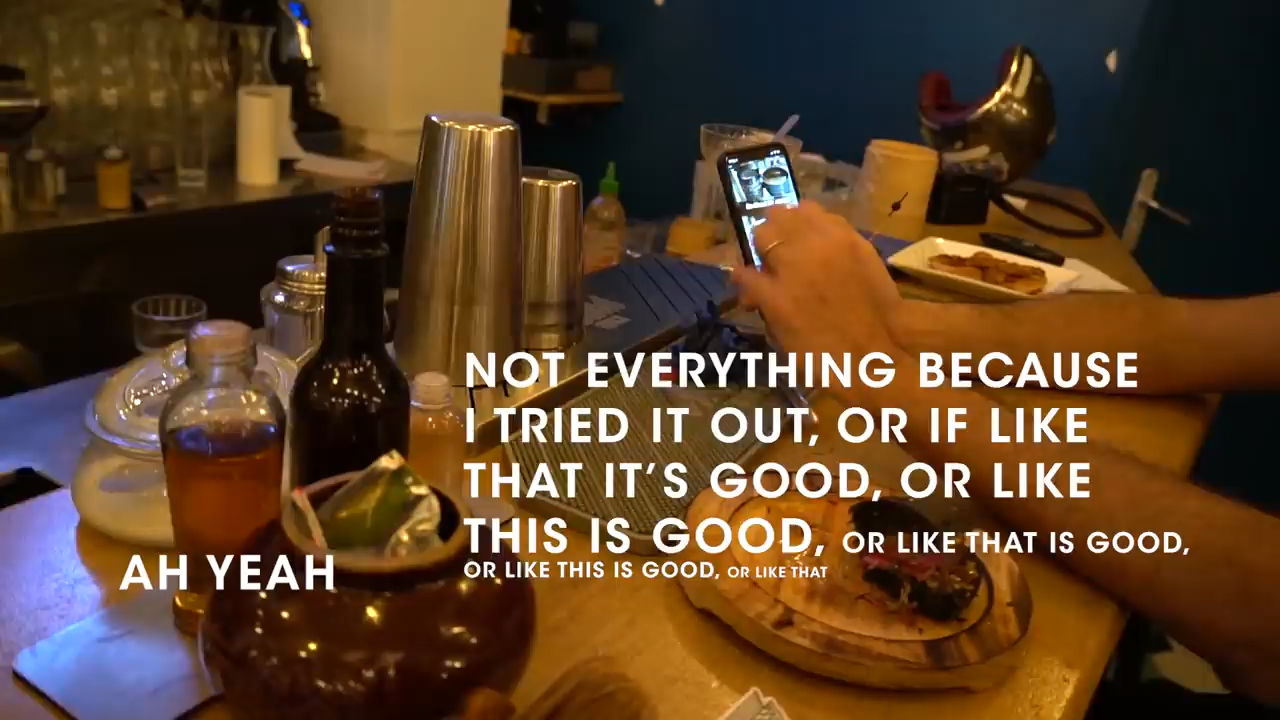 NOT EVERYTHING BECAUSE
I TRIED IT OUT, OR IF LIKE
THAT IT’S GOOD, OR LIKE
THIS IS GOOD, OR LIKE THAT IS GOOD,
OR LIKE THIS IS GOOD, OR LIKE THAT
AH YEAH